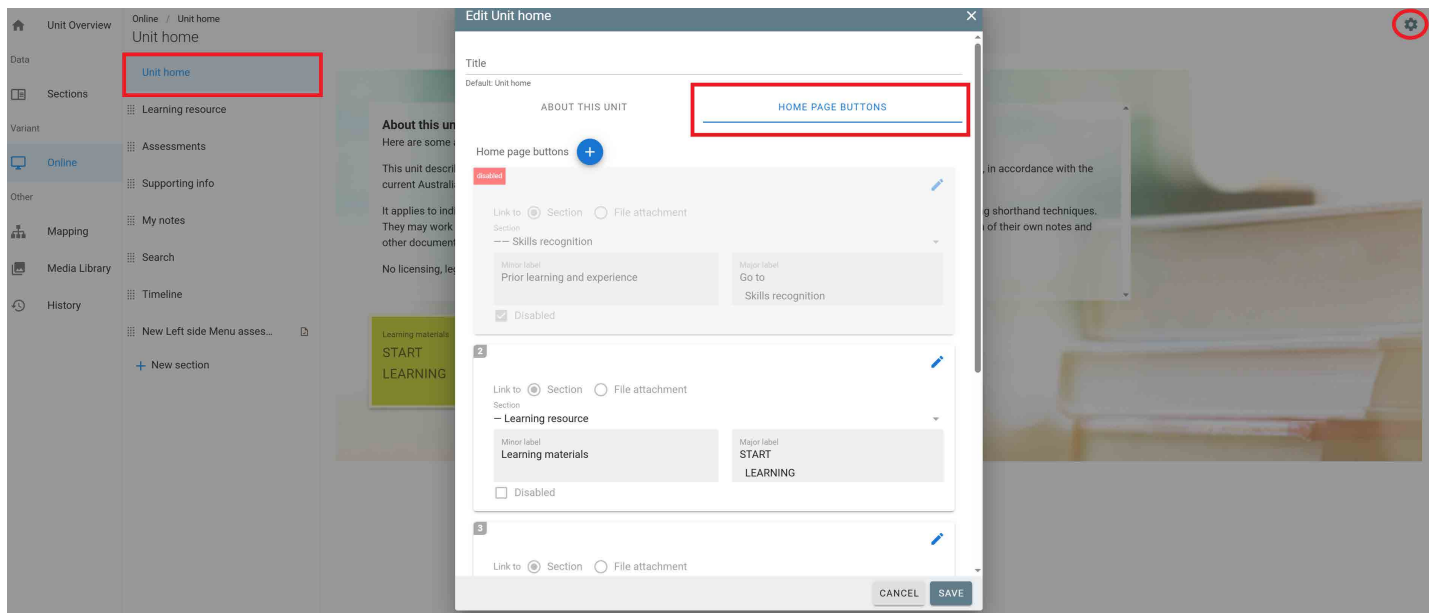 Unit Overview
Data
Sections
Variant
Online
Other
Mapping
Media Library
History
Online / Unit home
Unit home
Unit home
Learning resource
Assessments
Supporting info
My notes
Search
Timeline
New Left side Menu asses...
+ New section
About this un
Here are some
This unit descri
current Australi
It applies to indi
They may work
other document
No licensing, leg
Learning materials
START
LEARNING
Edit Unit home
Title
Default: Unit home
ABOUT THIS UNIT
HOME PAGE BUTTONS
Home page buttons +
disabled
Link to Section File attachment
Section
—— Skills recognition
Minor label
Prior learning and experience
Major label
Go to
Skills recognition
Disabled
2
Link to Section File attachment
Section
— Learning resource
Minor label
Learning materials
Major label
START
LEARNING
Disabled
3
Link to Section File attachment
CANCEL SAVE
, in accordance with the
g shorthand techniques.
of their own notes and